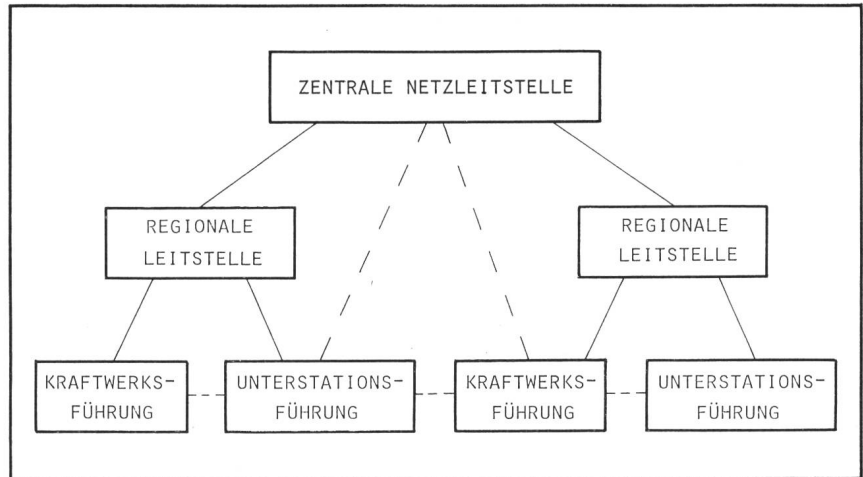 ZENTRALE NETZLEITSTELLE
REGIONALE
LEITSTELLE
REGIONALE
LEITSTELLE
KRAFTWERKS-
FÜHRUNG
UNTERSTATIONS-
FÜHRUNG
KRAFTWERKS-
FÜHRUNG
UNTERSTATIONS-
FÜHRUNG